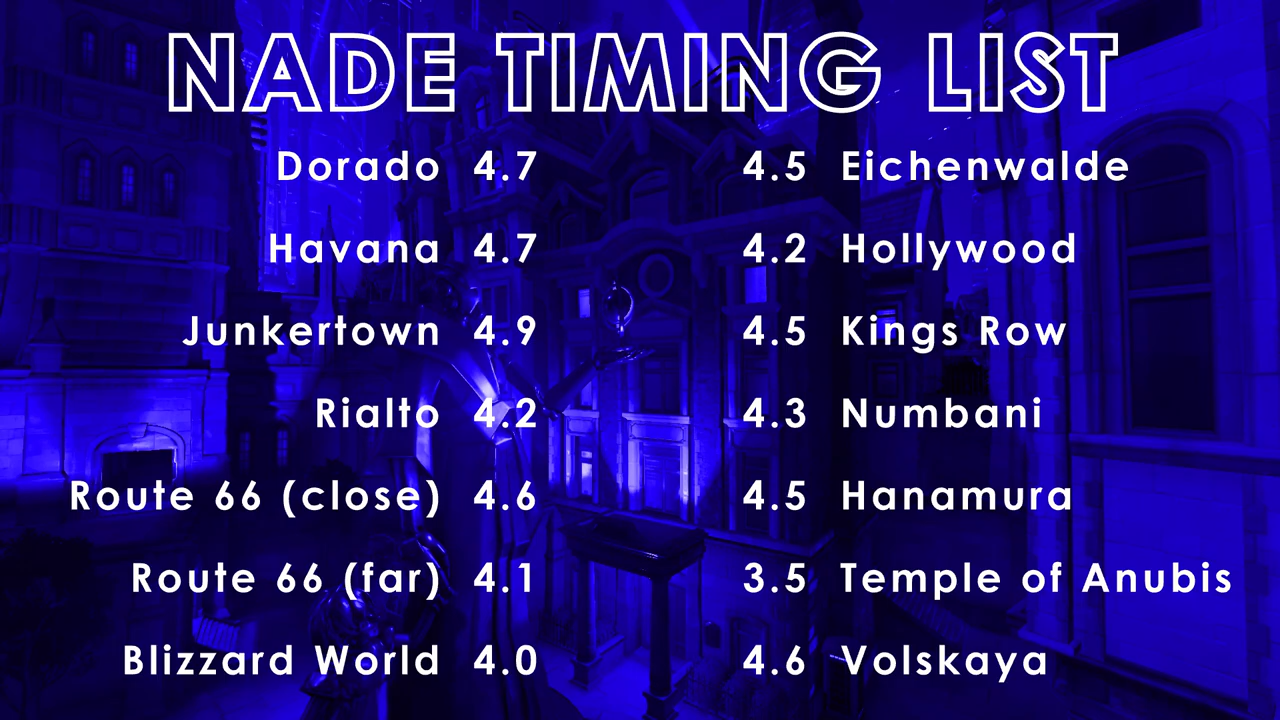 NADE TIMING LIST
Dorado 4.7 4.5 Eichenwalde
Havana 4.7 4.2 Hollywood
Junkertown 4.9 4.5 Kings Row
Rialto 4.2 4.3 Numbani
Route 66 (close) 4.6 4.5 Hanamura
Route 66 (far) 4.1 3.5 Temple of Anubis
Blizzard World 4.0 4.6 Volskaya